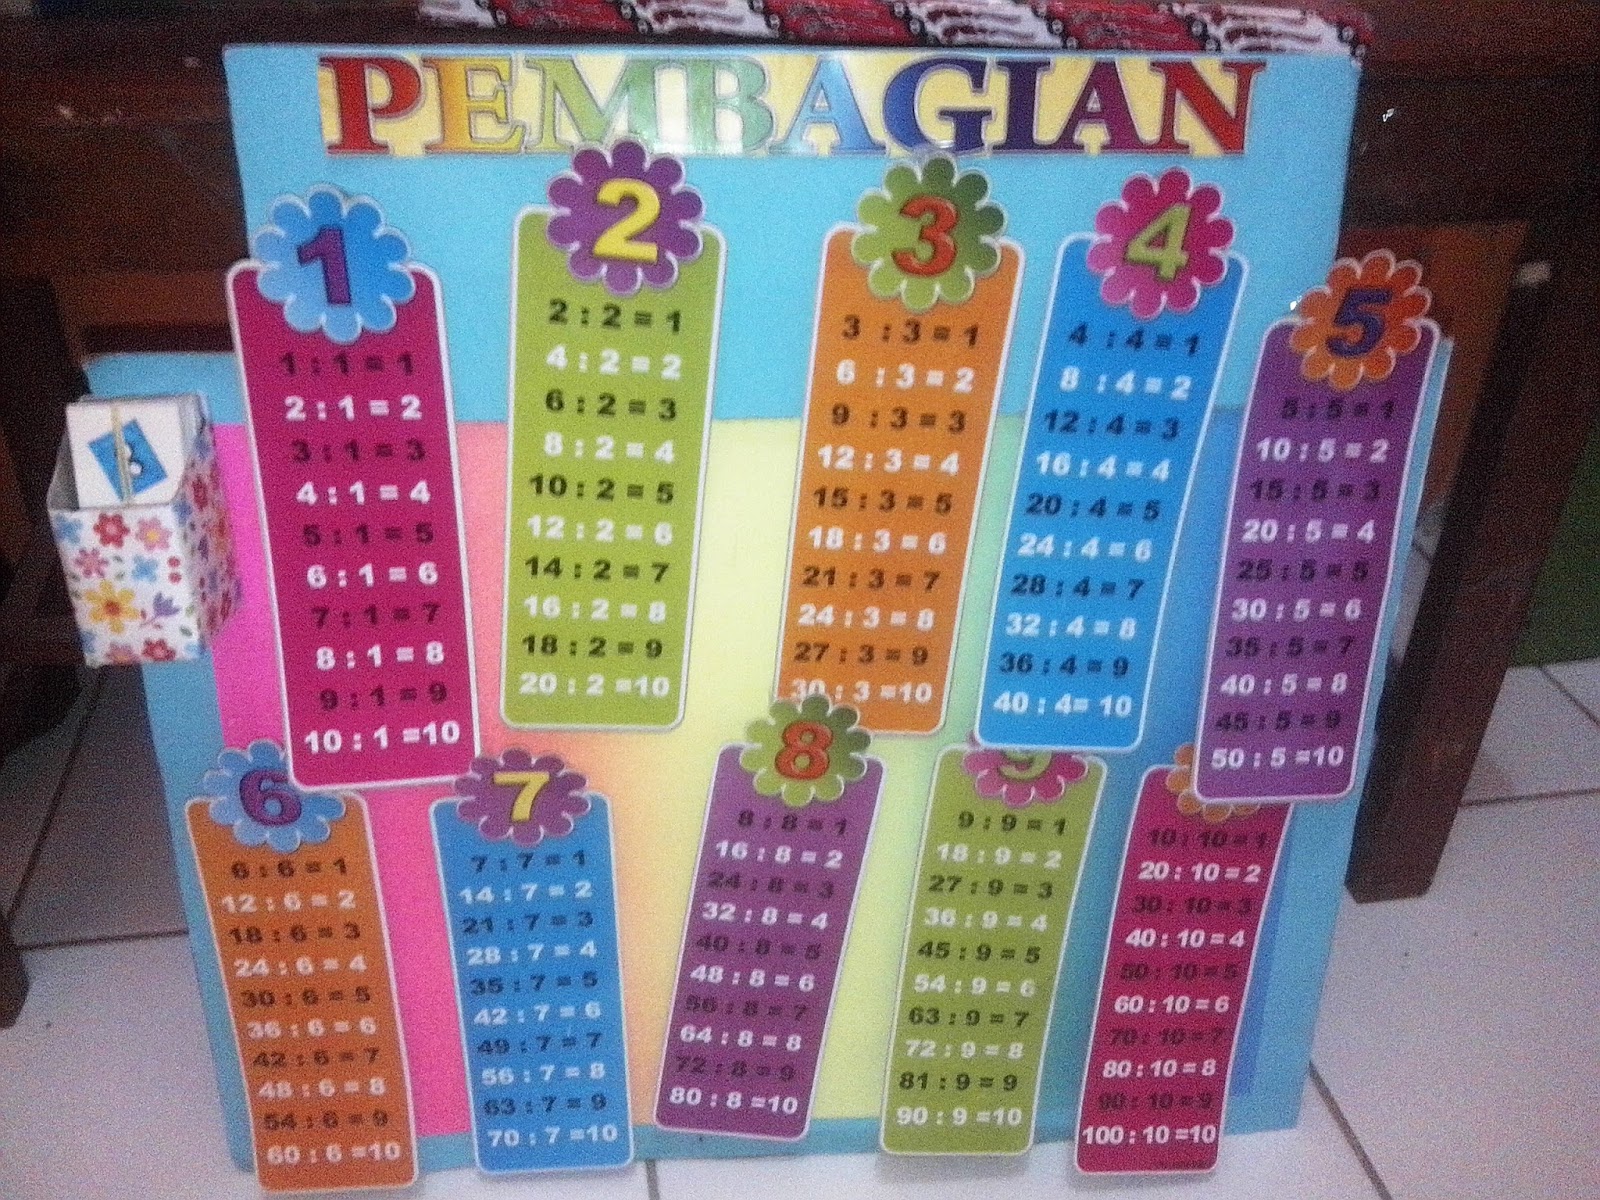 PEMBAGIAN
1
1 : 1 = 1
2 : 1 = 2
3 : 1 = 3
4 : 1 = 4
5 : 1 = 5
6 : 1 = 6
7 : 1 = 7
8 : 1 = 8
9 : 1 = 9
10 : 1 =10
2
2 : 2 = 1
4 : 2 = 2
6 : 2 = 3
8 : 2 = 4
10 : 2 = 5
12 : 2 = 6
14 : 2 = 7
16 : 2 = 8
18 : 2 = 9
20 : 2 =10
3
3 : 3 = 1
6 : 3 = 2
9 : 3 = 3
12 : 3 = 4
15 : 3 = 5
18 : 3 = 6
21 : 3 = 7
24 : 3 = 8
27 : 3 = 9
30 : 3 =10
4
4 : 4 = 1
8 : 4 = 2
12 : 4 = 3
16 : 4 = 4
20 : 4 = 5
24 : 4 = 6
28 : 4 = 7
32 : 4 = 8
36 : 4 = 9
40 : 4= 10
5
5 : 5 = 1
10 : 5 = 2
15 : 5 = 3
20 : 5 = 4
25 : 5 = 5
30 : 5 = 6
35 : 5 = 7
40 : 5 = 8
45 : 5 = 9
50 : 5 =10
6
6 : 6 = 1
12 : 6 = 2
18 : 6 = 3
24 : 6 = 4
30 : 6 = 5
36 : 6 = 6
42 : 6 = 7
48 : 6 = 8
54 : 6 = 9
60 : 6 =10
7
7 : 7 = 1
14 : 7 = 2
21 : 7 = 3
28 : 7 = 4
35 : 7 = 5
42 : 7 = 6
49 : 7 = 7
56 : 7 = 8
63 : 7 = 9
70 : 7 =10
8
8 : 8 = 1
16 : 8 = 2
24 : 8 = 3
32 : 8 = 4
40 : 8 = 5
48 : 8 = 6
56 : 8 = 7
64 : 8 = 8
72 : 8 = 9
80 : 8 =10
9
9 : 9 = 1
18 : 9 = 2
27 : 9 = 3
36 : 9 = 4
45 : 9 = 5
54 : 9 = 6
63 : 9 = 7
72 : 9 = 8
81 : 9 = 9
90 : 9 =10
10 : 10 = 1
20 : 10 = 2
30 : 10 = 3
40 : 10 = 4
50 : 10 = 5
60 : 10 = 6
70 : 10 = 7
80 : 10 = 8
90 : 10 = 9
100 : 10 =10